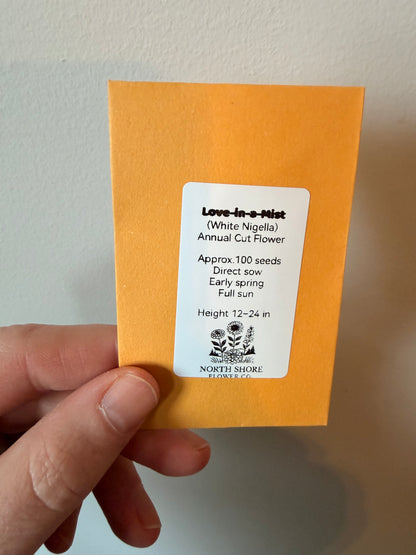 Love-in-a-Mist
(White Nigella)
Annual Cut Flower
Approx.100 seeds
Direct sow
Early spring
Full sun
Height 12-24 in
NORTH SHORE
FLOWER CO.